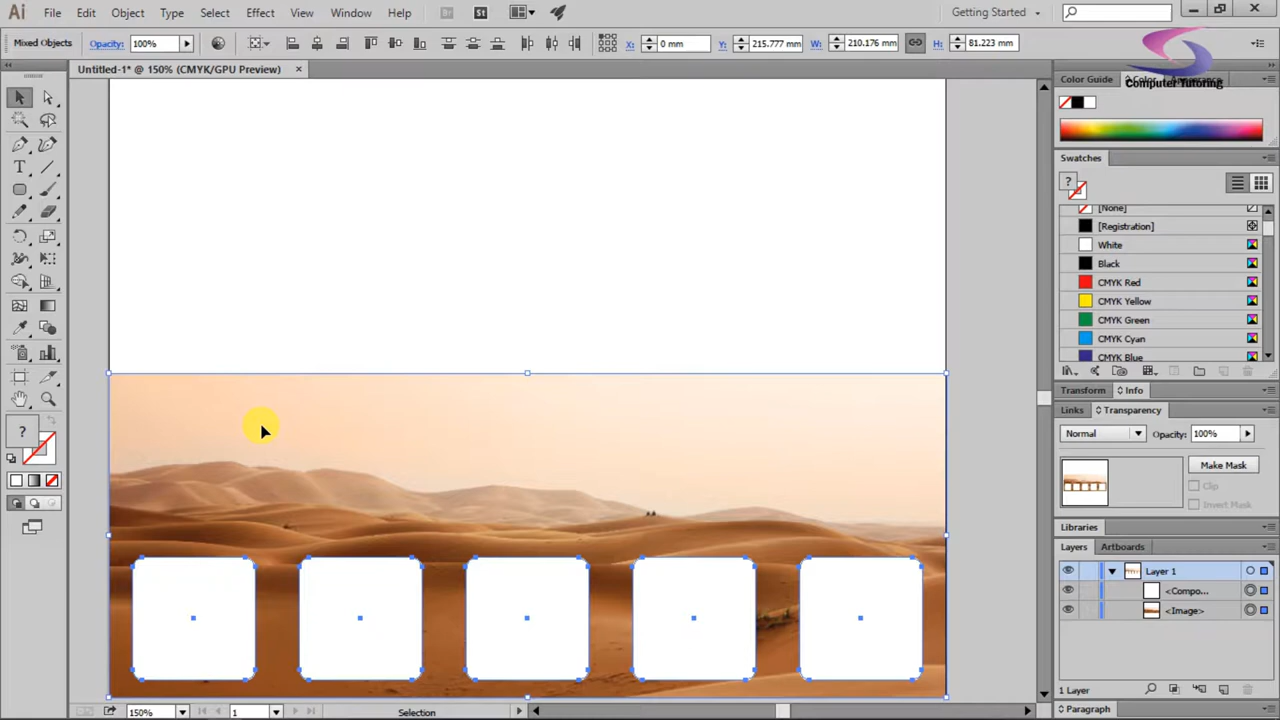 Ai File Edit Object Type Select Effect View Window Help Br St Getting Started
Mixed Objects Opacity: 100% X: 0 mm Y: 215.777 mm W: 210.176 mm H: 81.223 mm
Untitled-1* @ 150% (CMYK/GPU Preview) ×
Color Guide Color Appearance
Computer Tutoring
Swatches
?
[None]
[Registration]
White
Black
CMYK Red
CMYK Yellow
CMYK Green
CMYK Cyan
CMYK Blue
Transform Info
Links Transparency
Normal Opacity: 100%
Make Mask
Clip
Invert Mask
Libraries
Layers Artboards
Layer 1
<Compo...
<Image>
1 Layer
Paragraph
T
?
150% 1 Selection